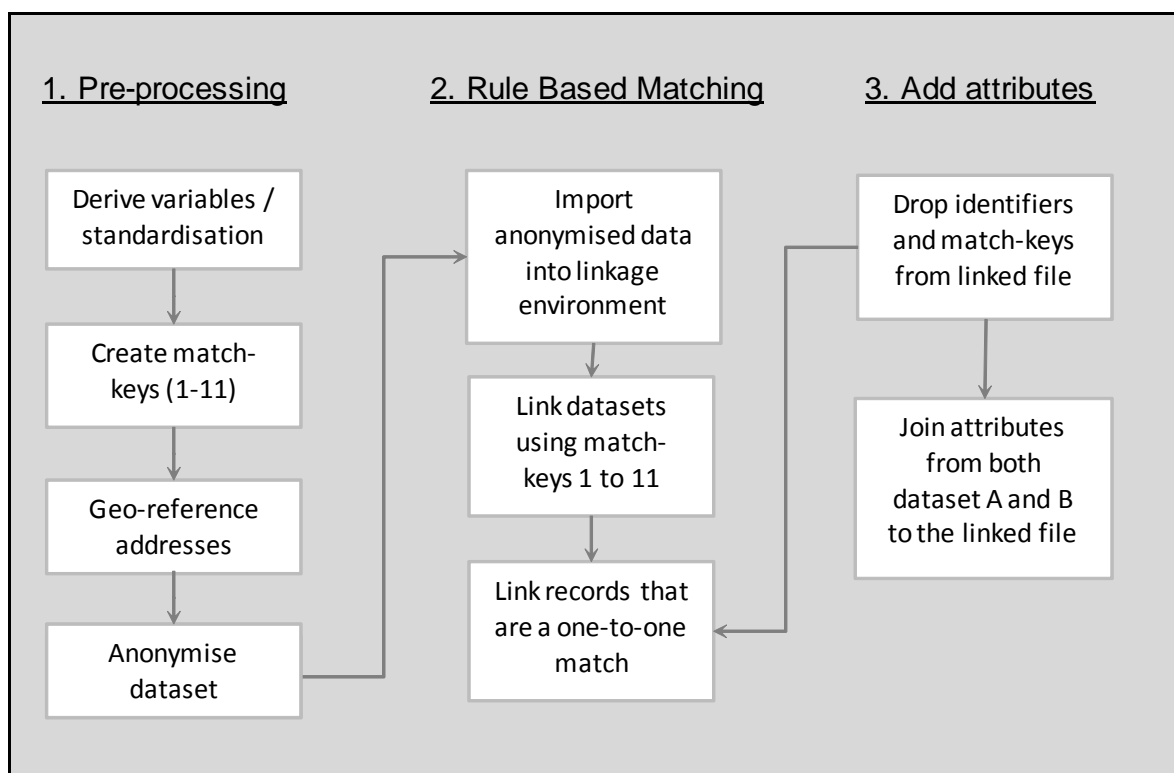 1. Pre-processing
Derive variables /
standardisation
Create match-
keys (1-11)
Geo-reference
addresses
Anonymise
dataset
2. Rule Based Matching
Import
anonymised data
into linkage
environment
Link datasets
using match-
keys 1 to 11
Link records that
are a one-to-one
match
3. Add attributes
Drop identifiers
and match-keys
from linked file
Join attributes
from both
dataset A and B
to the linked file